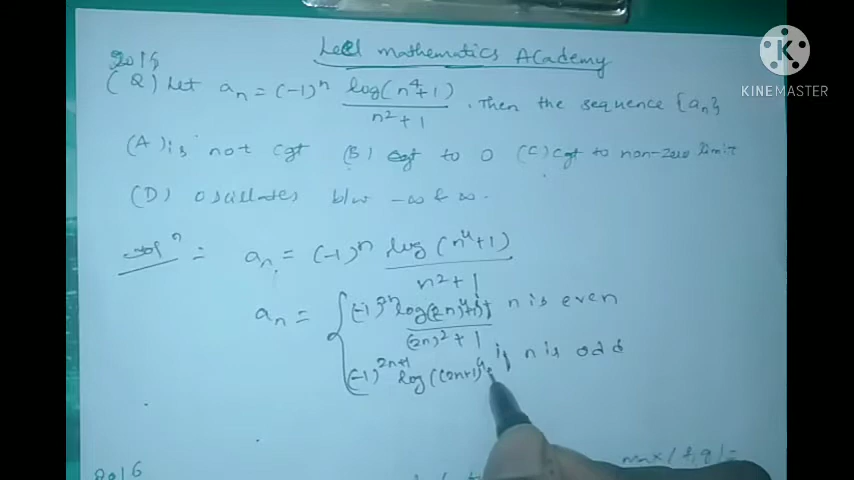 Leel mathematics Academy
2015
KINEMASTER
(Q) Let aₙ = (-1)ⁿ log(n⁴+1) / n²+1 . Then the sequence {aₙ}
(A) is not cgt (B) cgt to 0 (C) cgt to non-zero limit
(D) oscillates b/w -∞ & ∞.
Solⁿ = aₙ = (-1)ⁿ log(n⁴+1) / n²+1
aₙ = { (-1)²ⁿ log((2n)⁴+1) / (2n)²+1 if n is even
(-1)²ⁿ⁺¹ log((2n+1)⁴ if n is odd
2016 max(f,g)=